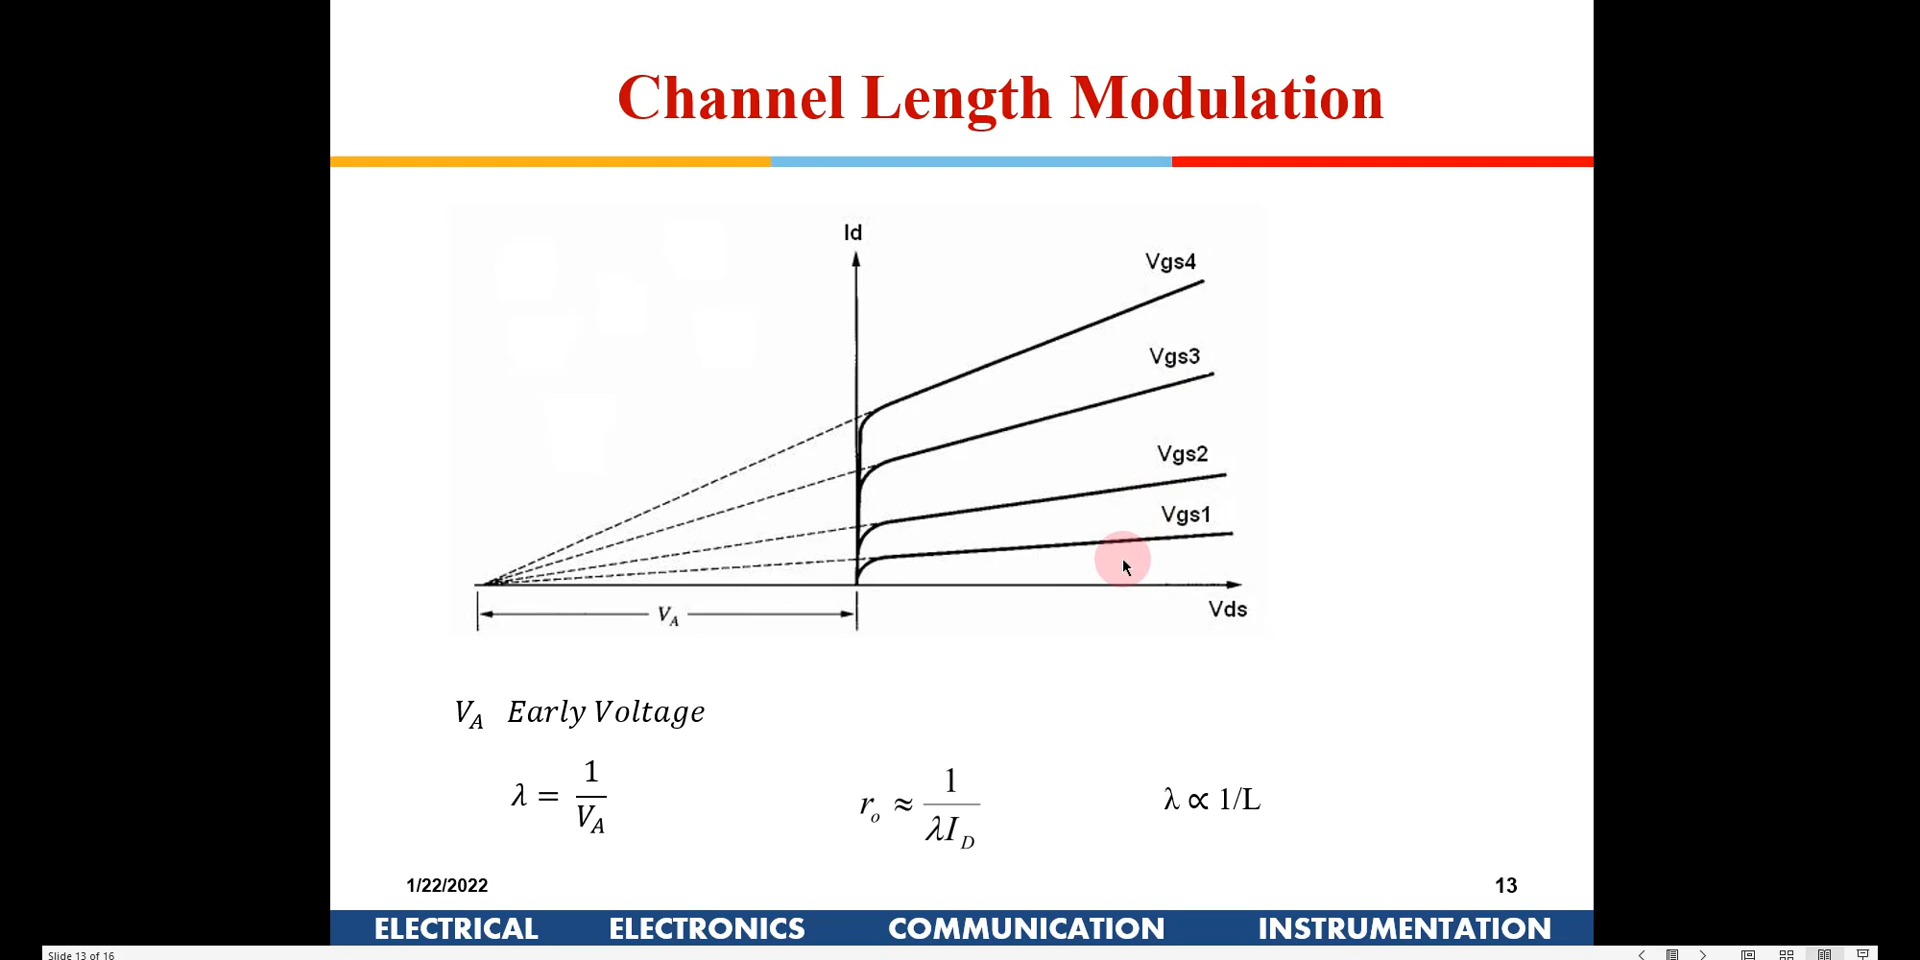 Channel Length Modulation
Id
Vgs4
Vgs3
Vgs2
Vgs1
V_A
Vds
V_A Early Voltage
λ = 1/V_A
r_o ≈ 1/λI_D
λ ∝ 1/L
1/22/2022
13
ELECTRICAL ELECTRONICS COMMUNICATION INSTRUMENTATION
Slide 13 of 16